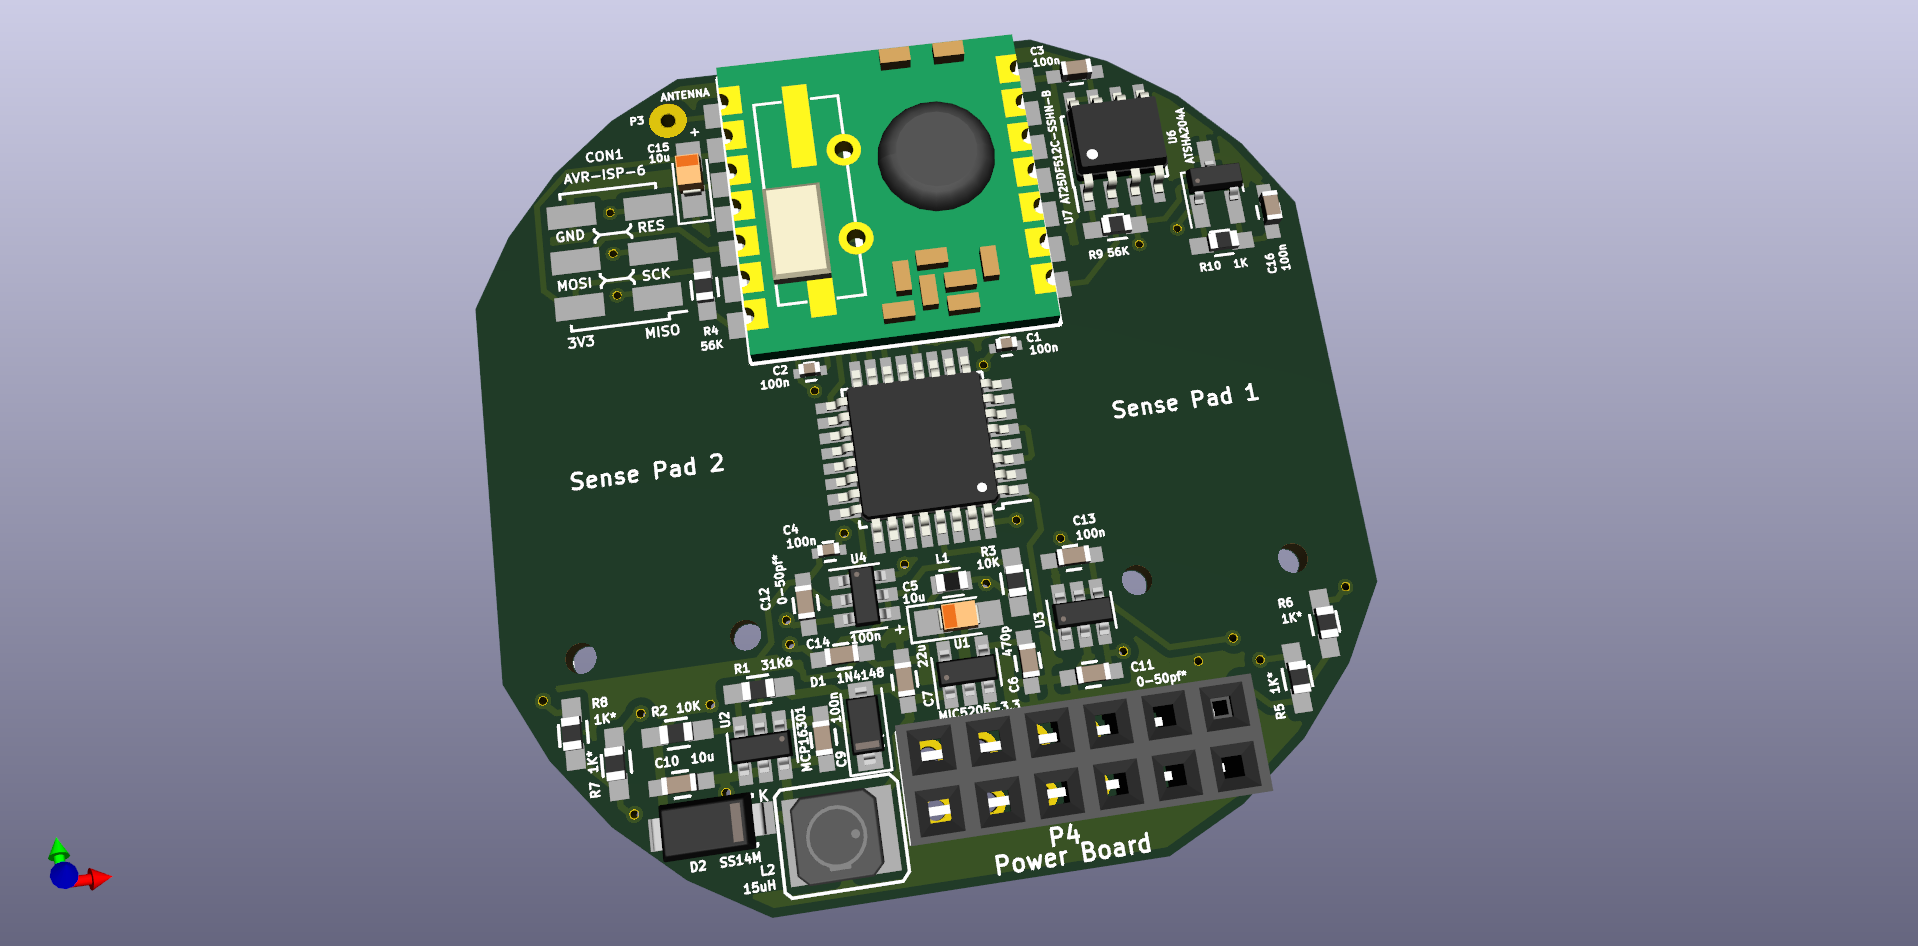 C3
100n
ANTENNA
P3
+
C15
10u
CON1
AVR-ISP-6
GND
RES
MOSI
SCK
3V3
MISO
R4
56K
U7 AT25DF512C-SSHN-B
U6
ATSHA204A
R9 56K
R10 1K
C16
100n
C1
100n
C2
100n
Sense Pad 1
Sense Pad 2
C4
100n
C13
100n
U4
L1
R3
10K
C12
0-50pf*
C5
10u
+
U3
R6
1K*
C14
100n
U1
470p
C6
22u
C7
MIC5205-3.3
C11
0-50pf*
R1 31K6
D1 1N4148
R5
1K*
R8
1K*
R2 10K
U2
MCP16301
100n
C9
R7
1K*
C10 10u
K
D2 SS14M
L2
15uH
P4
Power Board